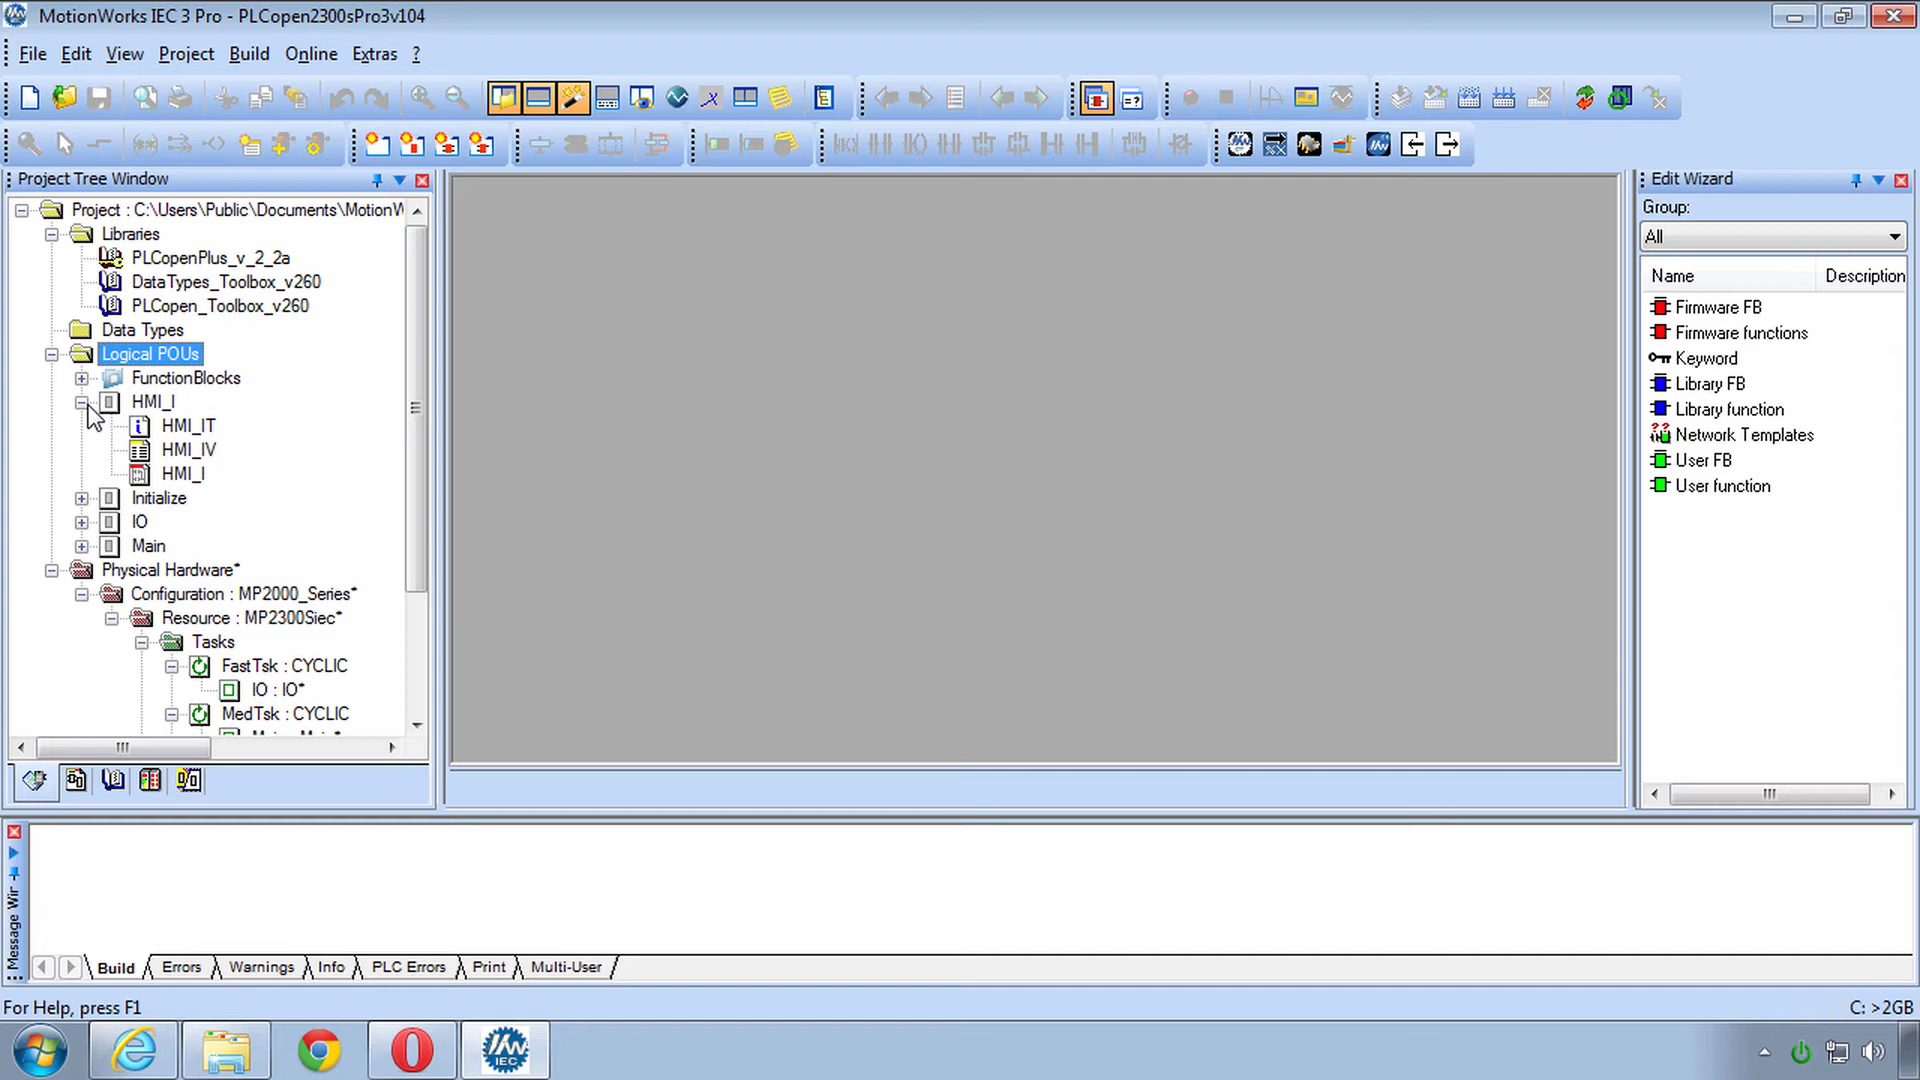 MotionWorks IEC 3 Pro - PLCopen2300sPro3v104
File Edit View Project Build Online Extras ?
Project Tree Window
Project : C:\Users\Public\Documents\MotionW
Libraries
PLCopenPlus_v_2_2a
DataTypes_Toolbox_v260
PLCopen_Toolbox_v260
Data Types
Logical POUs
FunctionBlocks
HMI_I
HMI_IT
HMI_IV
HMI_I
Initialize
IO
Main
Physical Hardware*
Configuration : MP2000_Series*
Resource : MP2300Siec*
Tasks
FastTsk : CYCLIC
IO : IO*
MedTsk : CYCLIC
Edit Wizard
Group:
All
Name Description
Firmware FB
Firmware functions
Keyword
Library FB
Library function
Network Templates
User FB
User function
Message Wir
Build Errors Warnings Info PLC Errors Print Multi-User
For Help, press F1
C: >2GB
IEC